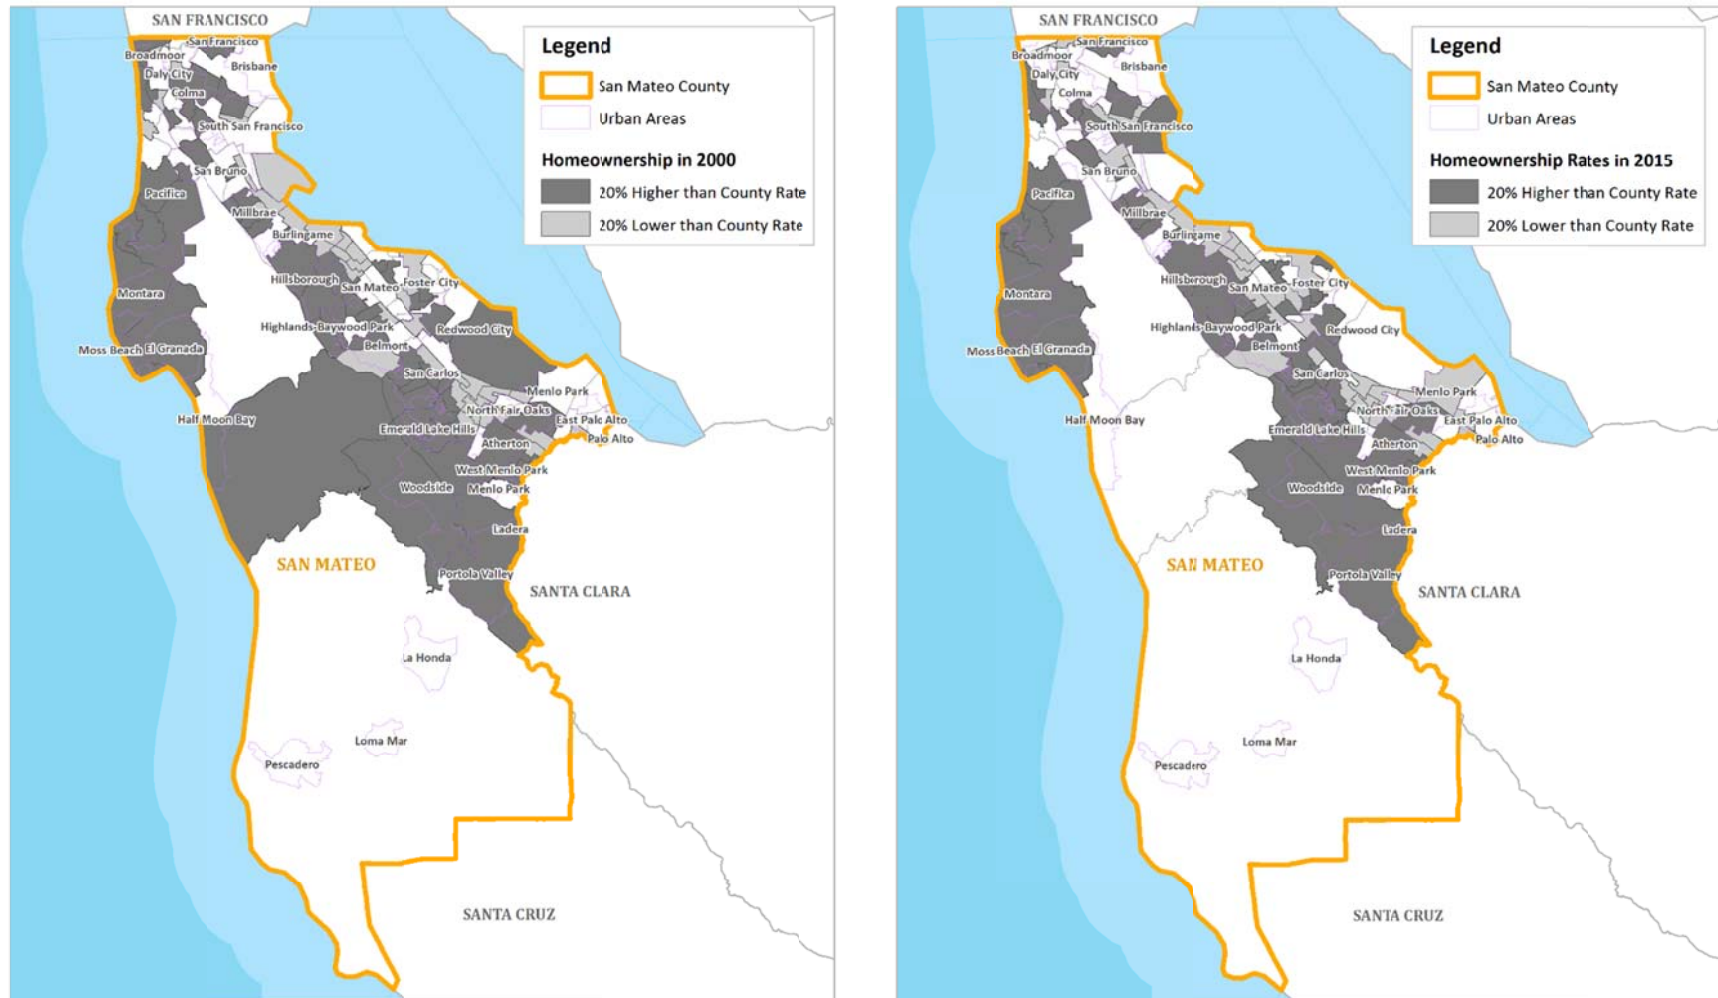 SAN FRANCISCO
Legend
San Mateo County
Urban Areas
Homeownership in 2000
20% Higher than County Rate
20% Lower than County Rate
San Francisco
Broadmoor
Brisbane
Daly City
Colma
South San Francisco
San Bruno
Pacifica
Millbrae
Burlingame
Hillsborough
San Mateo
Foster City
Montara
Highlands-Baywood Park
Redwood City
Belmont
Moss Beach
El Granada
San Carlos
Menlo Park
Half Moon Bay
North Fair Oaks
East Palo Alto
Emerald Lake Hills
Palo Alto
Atherton
West Menlo Park
Woodside
Menlo Park
Ladera
SAN MATEO
Portola Valley
SANTA CLARA
La Honda
Loma Mar
Pescadero
SANTA CRUZ
SAN FRANCISCO
Legend
San Mateo County
Urban Areas
Homeownership Rates in 2015
20% Higher than County Rate
20% Lower than County Rate
San Francisco
Broadmoor
Brisbane
Daly City
Colma
South San Francisco
San Bruno
Pacifica
Millbrae
Burlingame
Hillsborough
San Mateo
Foster City
Montara
Highlands-Baywood Park
Redwood City
Belmont
Moss Beach
El Granada
San Carlos
Menlo Park
Half Moon Bay
North Fair Oaks
East Palo Alto
Emerald Lake Hills
Palo Alto
Atherton
West Menlo Park
Woodside
Menlo Park
Ladera
SAN MATEO
Portola Valley
SANTA CLARA
La Honda
Loma Mar
Pescadero
SANTA CRUZ